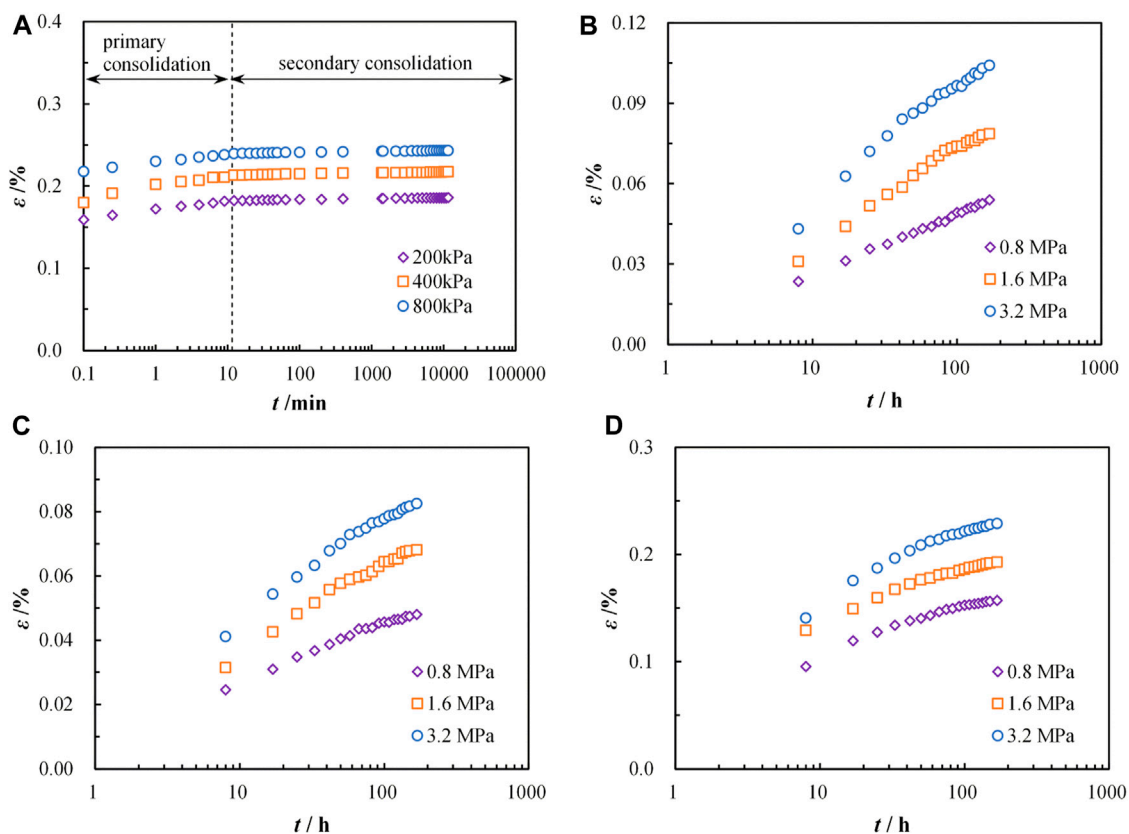 A
0.4
0.3
0.2
0.1
0.0
ε /%
primary
consolidation
secondary consolidation
200kPa
400kPa
800kPa
0.1
1
10
100
1000
10000
100000
t /min
B
0.12
0.09
0.06
0.03
0.00
ε /%
0.8 MPa
1.6 MPa
3.2 MPa
1
10
100
1000
t / h
C
0.10
0.08
0.06
0.04
0.02
0.00
ε /%
0.8 MPa
1.6 MPa
3.2 MPa
1
10
100
1000
t / h
D
0.3
0.2
0.1
0.0
ε /%
0.8 MPa
1.6 MPa
3.2 MPa
1
10
100
1000
t / h